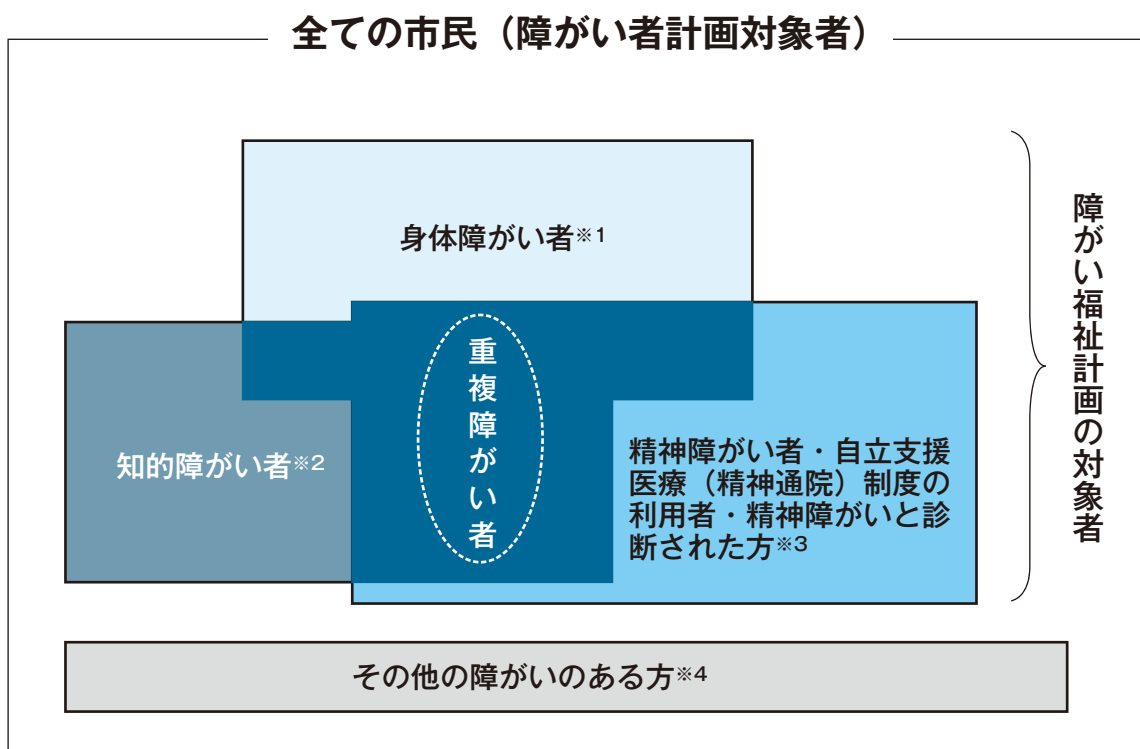 全ての市民（障がい者計画対象者）
身体障がい者※1
重複障がい者
知的障がい者※2
精神障がい者・自立支援
医療（精神通院）制度の
利用者・精神障がいと診
断された方※3
障がい福祉計画の対象者
その他の障がいのある方※4